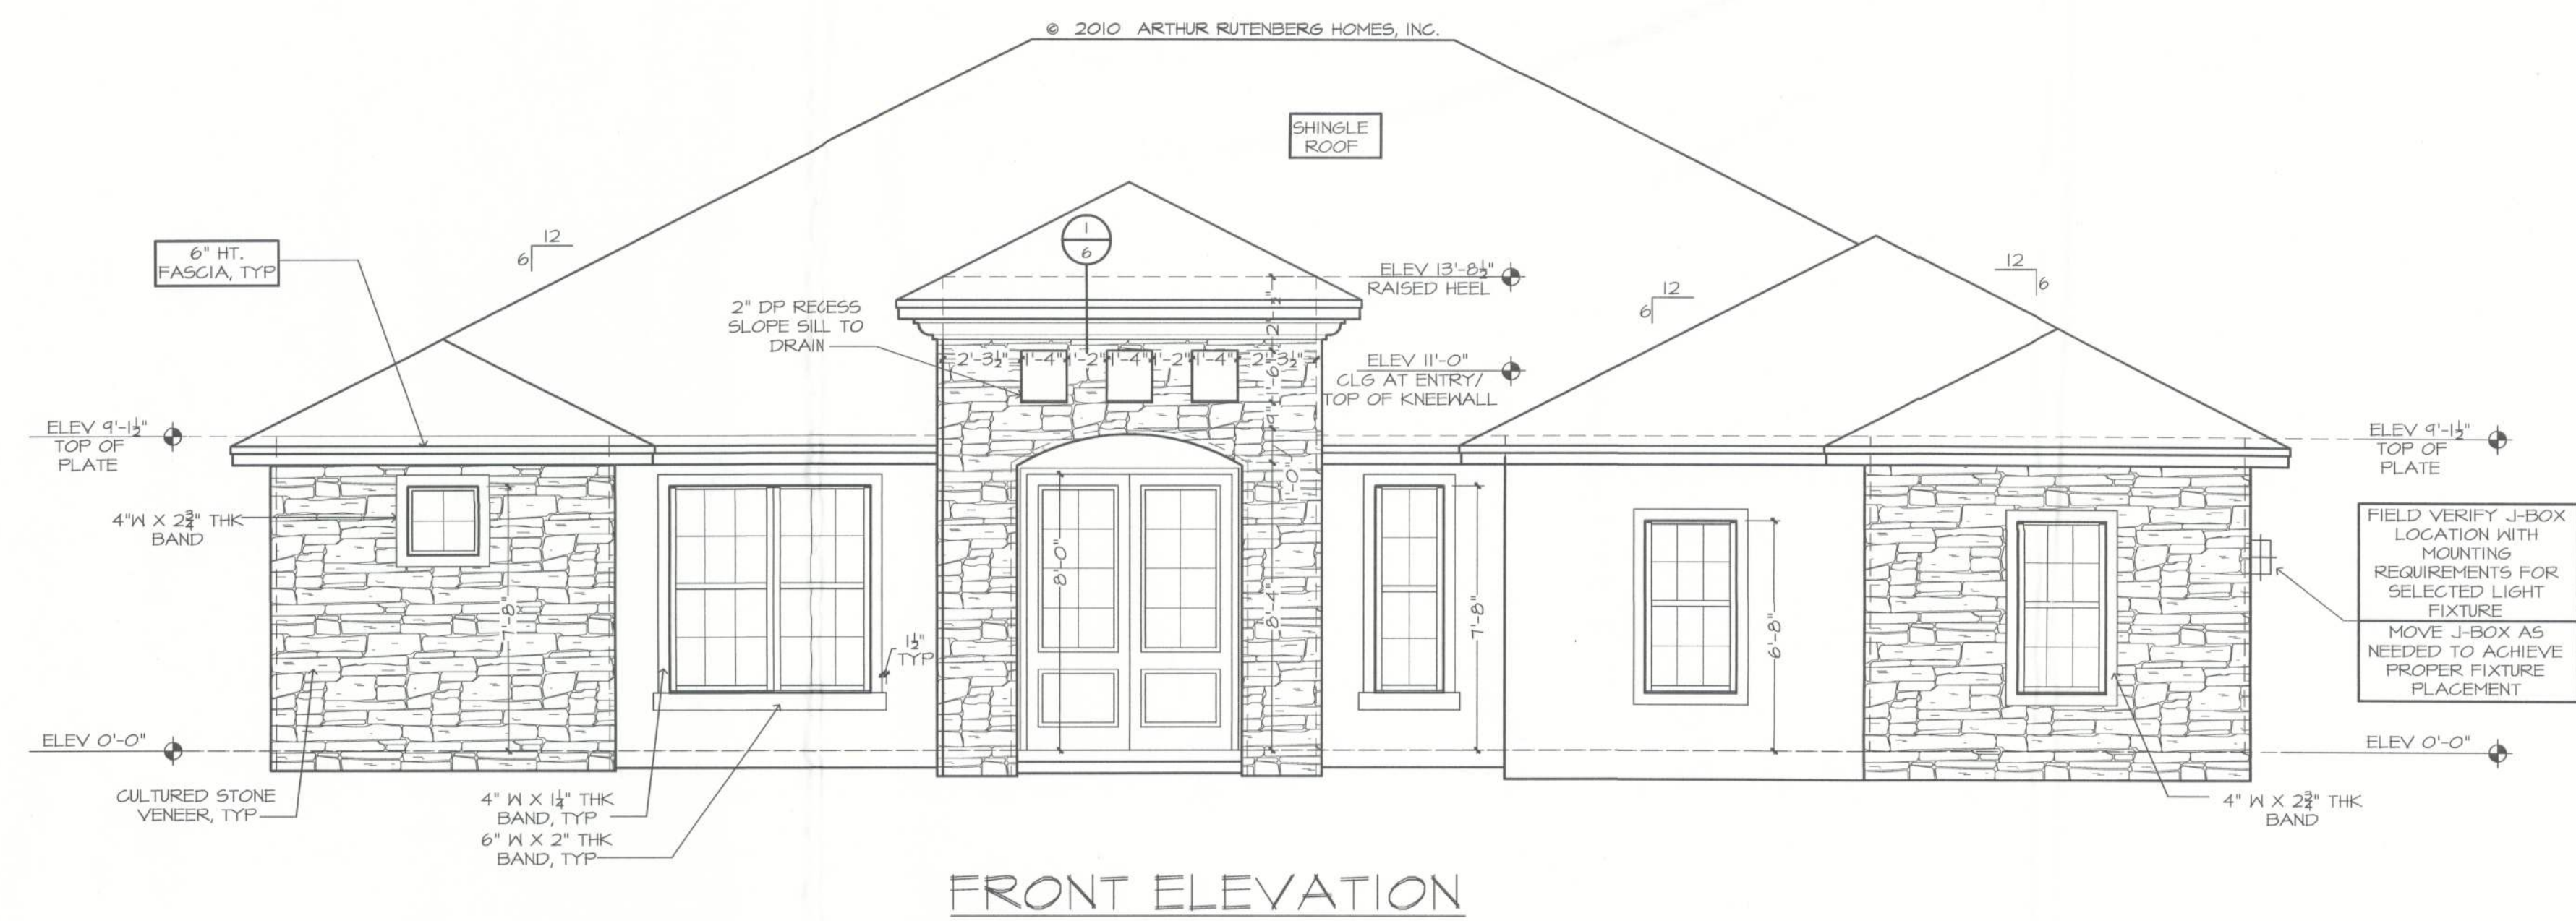 © 2010 ARTHUR RUTENBERG HOMES, INC.
SHINGLE
ROOF
6" HT.
FASCIA, TYP
12
6
1
6
12
6
12
6
ELEV 13'-8½"
RAISED HEEL
2" DP RECESS
SLOPE SILL TO
DRAIN
2'-3½" 1'-4" 1'-2" 1'-4" 1'-2" 1'-4" 2'-3½"
ELEV 11'-0"
CLG AT ENTRY/
TOP OF KNEEWALL
1'-6"
9"
1'-0"
8'-4"
8'-0"
ELEV 9'-1½"
TOP OF
PLATE
ELEV 9'-1½"
TOP OF
PLATE
4"W X 2¾" THK
BAND
7'-8"
1½"
TYP
7'-8"
6'-8"
FIELD VERIFY J-BOX
LOCATION WITH
MOUNTING
REQUIREMENTS FOR
SELECTED LIGHT
FIXTURE
MOVE J-BOX AS
NEEDED TO ACHIEVE
PROPER FIXTURE
PLACEMENT
ELEV 0'-0"
ELEV 0'-0"
CULTURED STONE
VENEER, TYP
4" W X 1¼" THK
BAND, TYP
6" W X 2" THK
BAND, TYP
4" W X 2¾" THK
BAND
FRONT ELEVATION